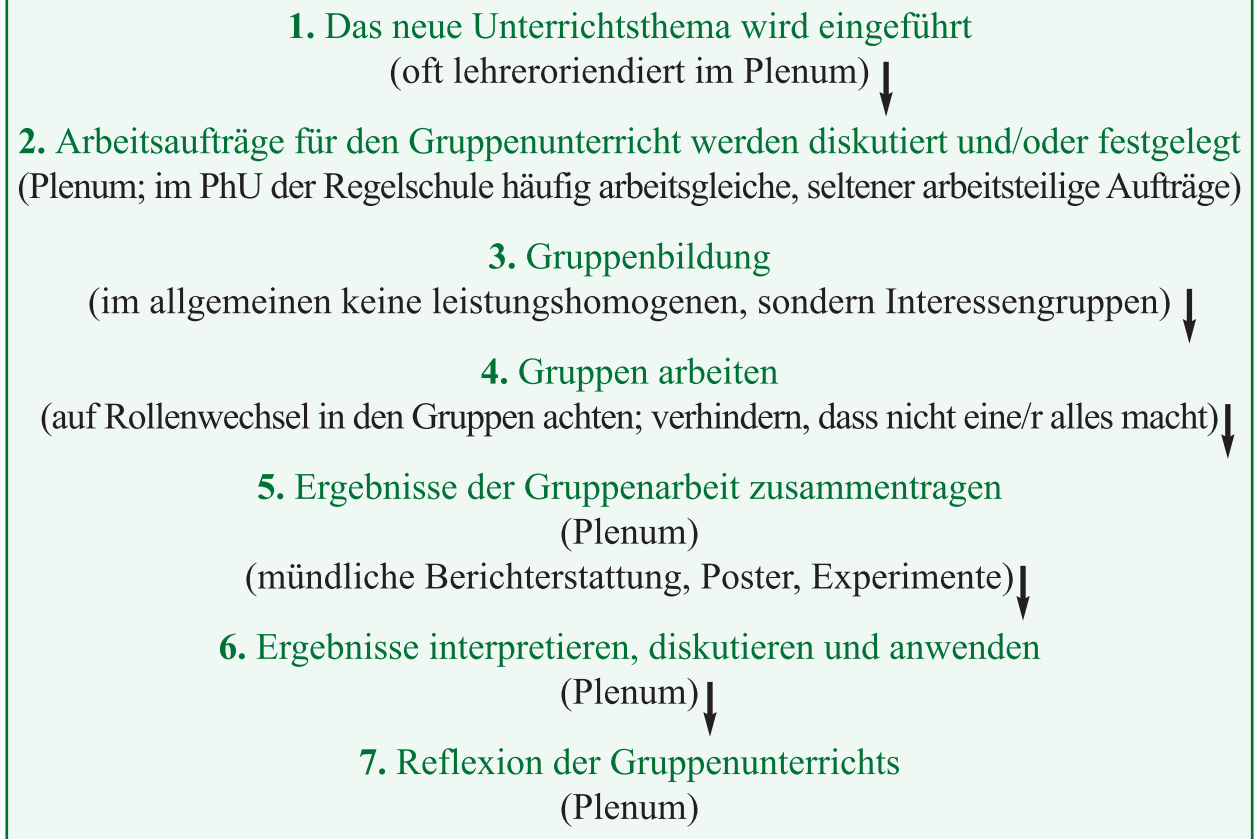 1. Das neue Unterrichtsthema wird eingeführt
(oft lehreroriendiert im Plenum)
2. Arbeitsaufträge für den Gruppenunterricht werden diskutiert und/oder festgelegt
(Plenum; im PhU der Regelschule häufig arbeitsgleiche, seltener arbeitsteilige Aufträge)
3. Gruppenbildung
(im allgemeinen keine leistungshomogenen, sondern Interessengruppen)
4. Gruppen arbeiten
(auf Rollenwechsel in den Gruppen achten; verhindern, dass nicht eine/r alles macht)
5. Ergebnisse der Gruppenarbeit zusammentragen
(Plenum)
(mündliche Berichterstattung, Poster, Experimente)
6. Ergebnisse interpretieren, diskutieren und anwenden
(Plenum)
7. Reflexion der Gruppenunterrichts
(Plenum)